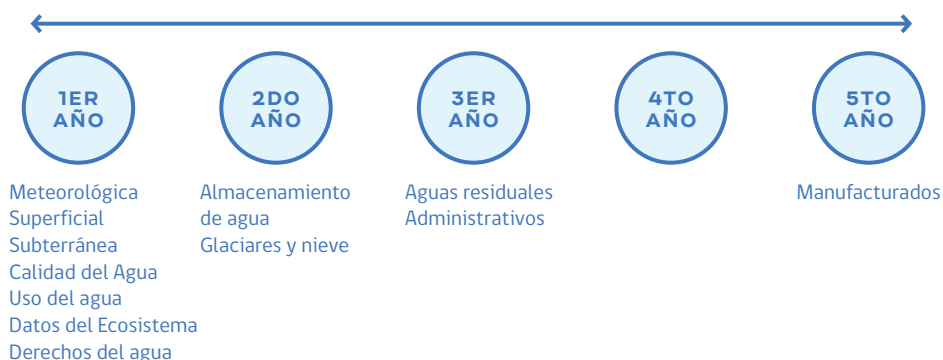 1ER
AÑO
2DO
AÑO
3ER
AÑO
4TO
AÑO
5TO
AÑO
Meteorológica
Superficial
Subterránea
Calidad del Agua
Uso del agua
Datos del Ecosistema
Derechos del agua
Almacenamiento
de agua
Glaciares y nieve
Aguas residuales
Administrativos
Manufacturados